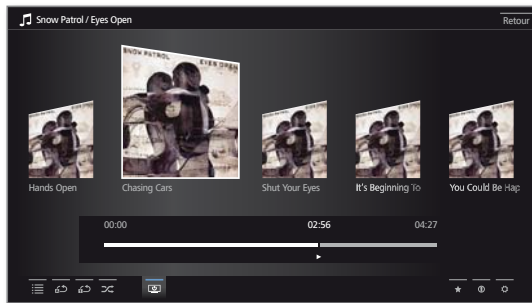 Snow Patrol / Eyes Open
Retour
SNOW PATROL EYES OPEN
Hands Open
Chasing Cars
Shut Your Eyes
It's Beginning To
You Could Be Hap
00:00 02:56 04:27